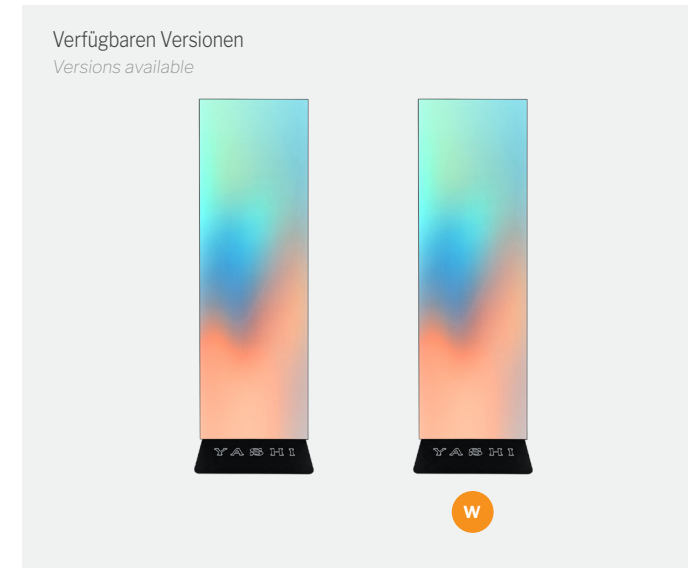 Verfügbaren Versionen
Versions available
YASHI
YASHI
W